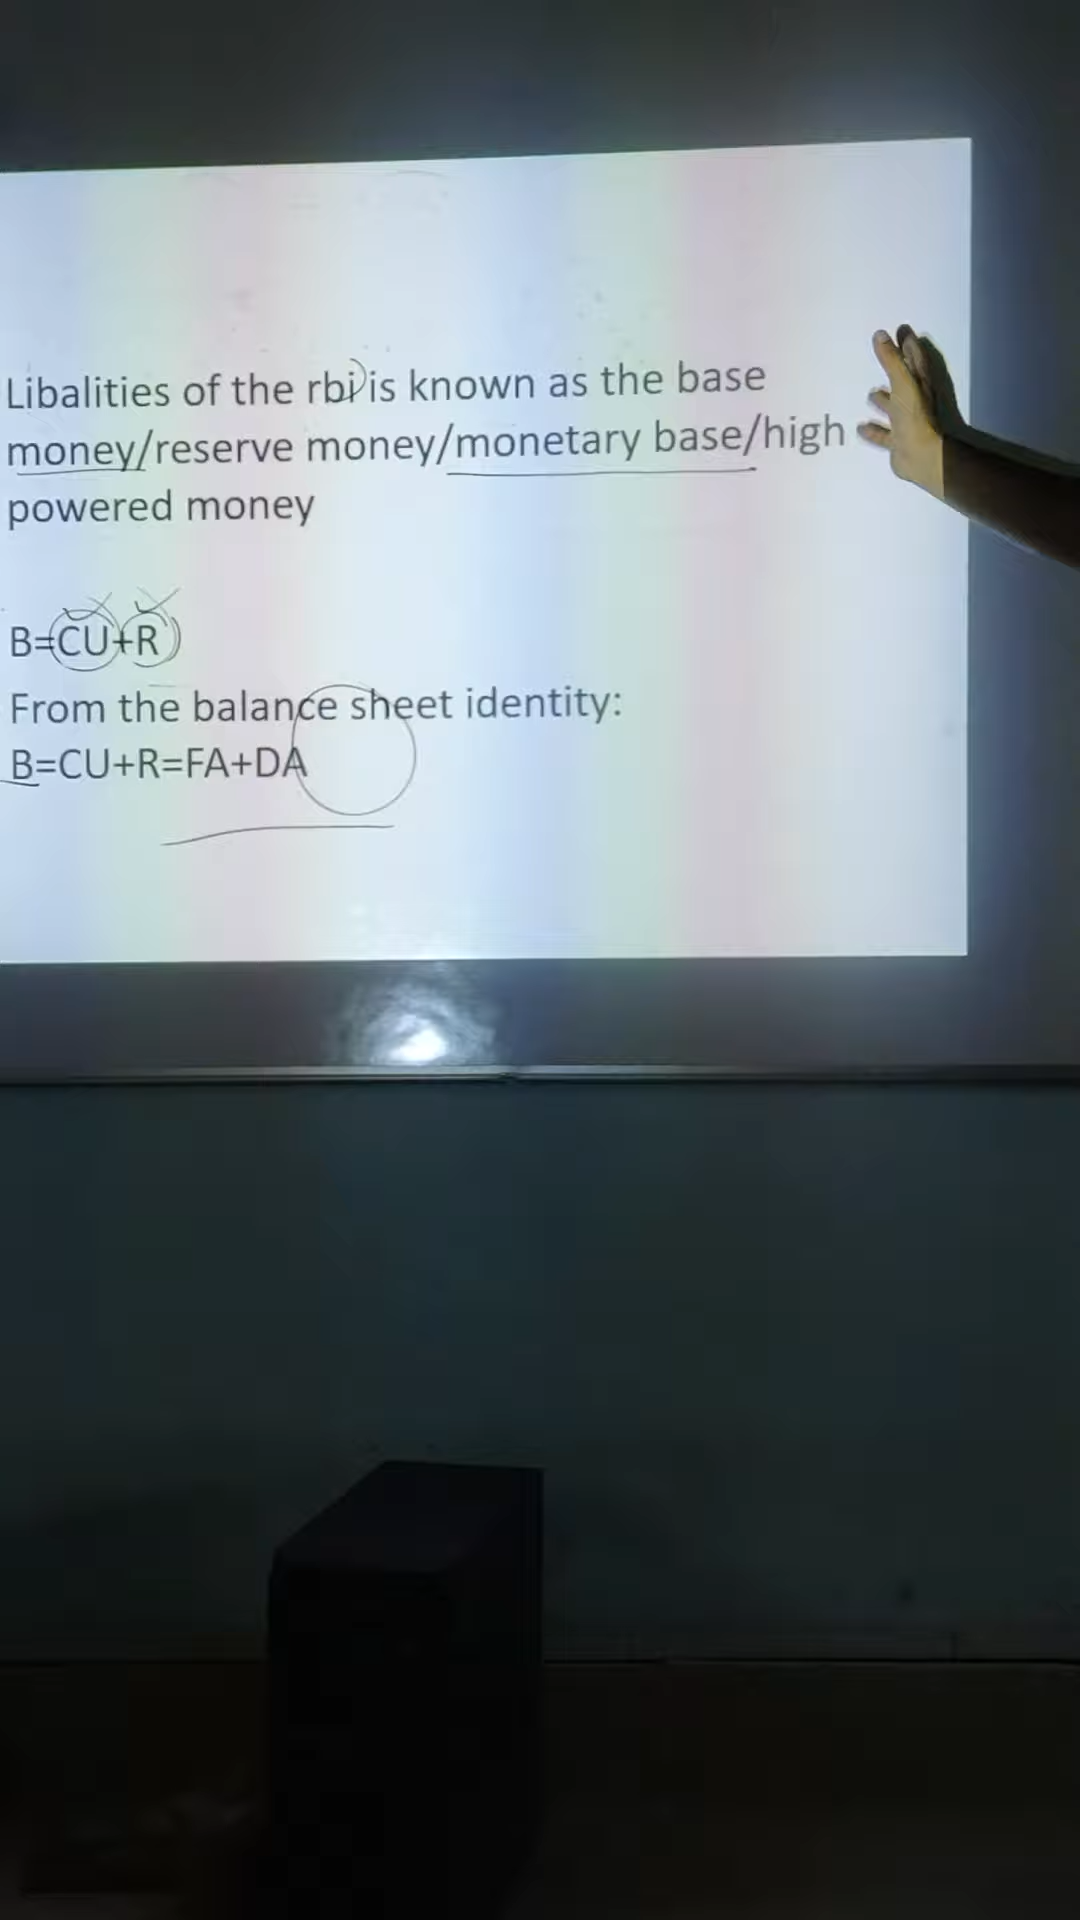 Libalities of the rbi is known as the base
money/reserve money/monetary base/high
powered money
B=CU+R
From the balance sheet identity:
B=CU+R=FA+DA